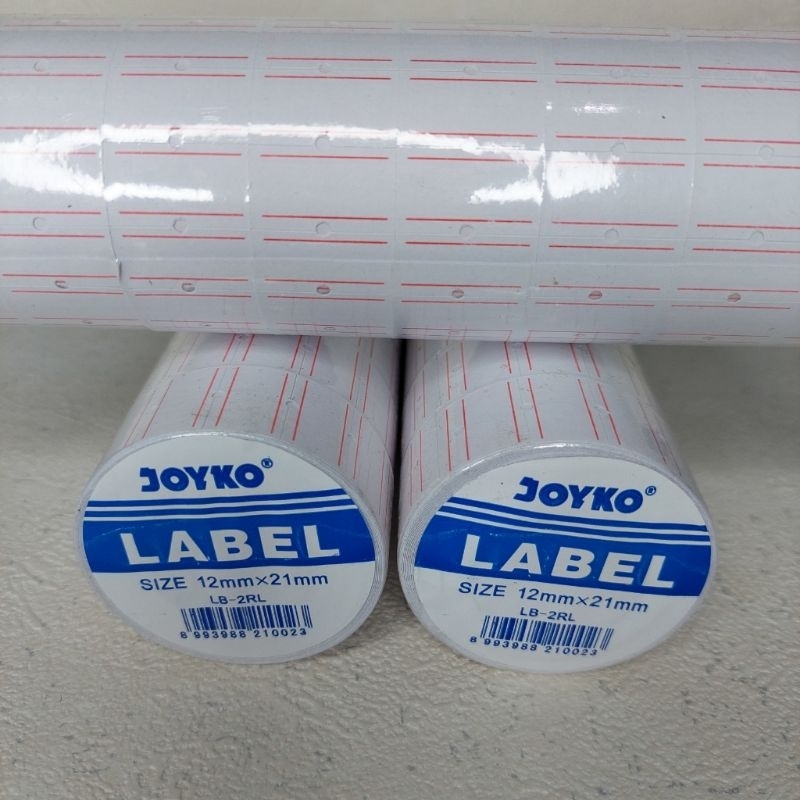 JOYKO®
LABEL
SIZE 12mm×21mm
LB-2RL
8 993988 210023
JOYKO®
LABEL
SIZE 12mm×21mm
LB-2RL
8 993988 210023